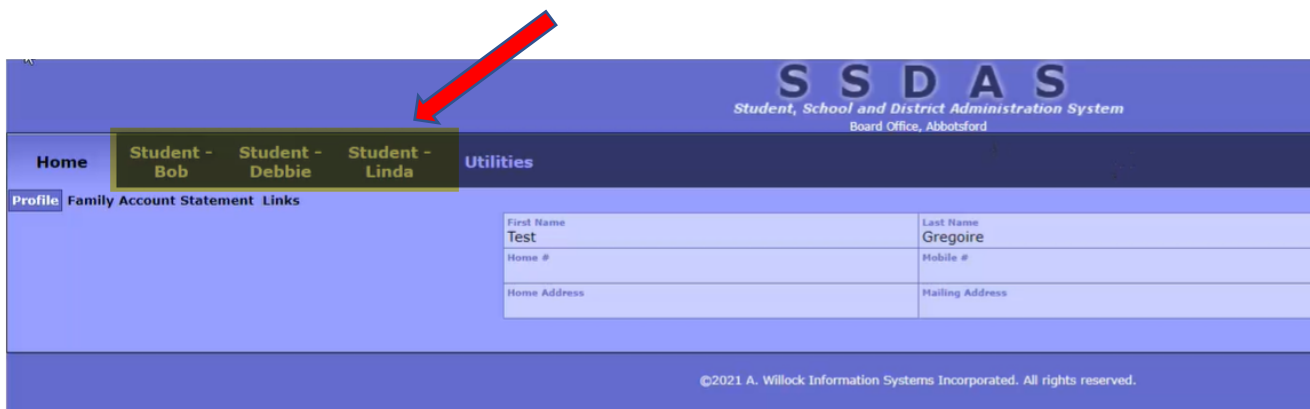 S S D A S
Student, School and District Administration System
Board Office, Abbotsford
Home
Student -
Bob
Student -
Debbie
Student -
Linda
Utilities
Profile Family Account Statement Links
First Name
Test
Last Name
Gregoire
Home #
Mobile #
Home Address
Mailing Address
©2021 A. Willock Information Systems Incorporated. All rights reserved.